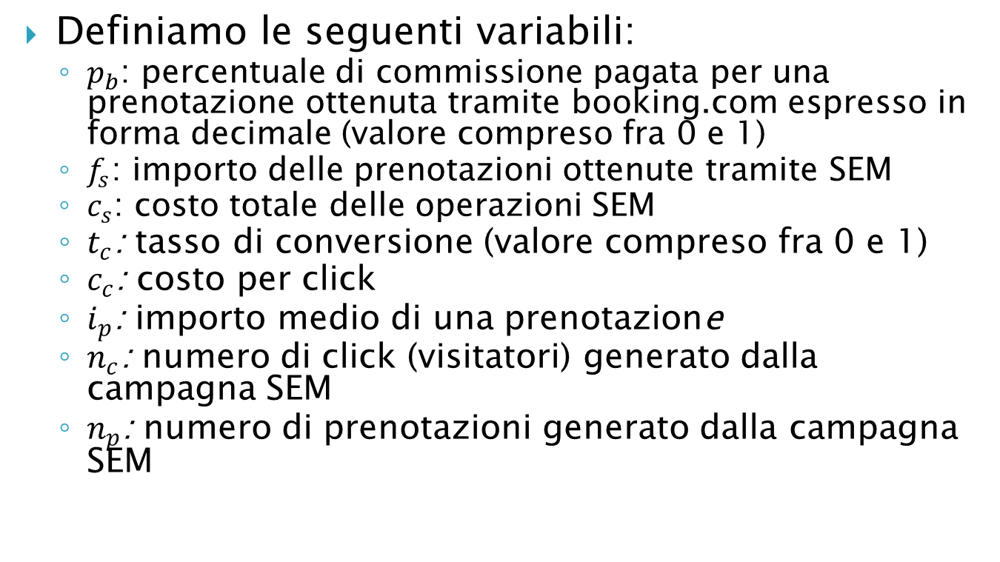 Definiamo le seguenti variabili:
p_b: percentuale di commissione pagata per una
prenotazione ottenuta tramite booking.com espresso in
forma decimale (valore compreso fra 0 e 1)
f_s: importo delle prenotazioni ottenute tramite SEM
c_s: costo totale delle operazioni SEM
t_c: tasso di conversione (valore compreso fra 0 e 1)
c_c: costo per click
i_p: importo medio di una prenotazione
n_c: numero di click (visitatori) generato dalla
campagna SEM
n_p: numero di prenotazioni generato dalla campagna
SEM